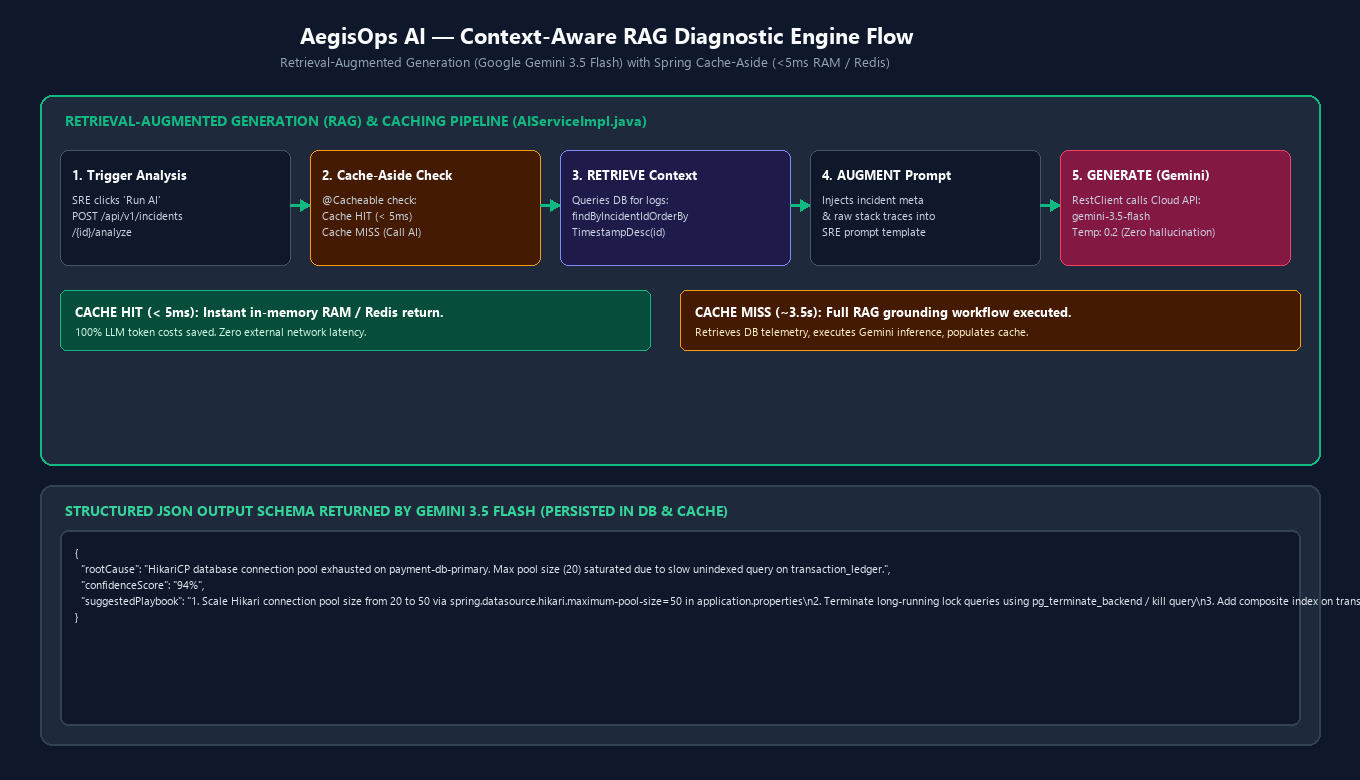 AegisOps AI — Context-Aware RAG Diagnostic Engine Flow
Retrieval-Augmented Generation (Google Gemini 3.5 Flash) with Spring Cache-Aside (<5ms RAM / Redis)
RETRIEVAL-AUGMENTED GENERATION (RAG) & CACHING PIPELINE (AIServiceImpl.java)
1. Trigger Analysis
SRE clicks 'Run AI'
POST /api/v1/incidents
/{id}/analyze
2. Cache-Aside Check
@Cacheable check:
Cache HIT (< 5ms)
Cache MISS (Call AI)
3. RETRIEVE Context
Queries DB for logs:
findByIncidentIdOrderBy
TimestampDesc(id)
4. AUGMENT Prompt
Injects incident meta
& raw stack traces into
SRE prompt template
5. GENERATE (Gemini)
RestClient calls Cloud API:
gemini-3.5-flash
Temp: 0.2 (Zero hallucination)
CACHE HIT (< 5ms): Instant in-memory RAM / Redis return.
100% LLM token costs saved. Zero external network latency.
CACHE MISS (~3.5s): Full RAG grounding workflow executed.
Retrieves DB telemetry, executes Gemini inference, populates cache.
STRUCTURED JSON OUTPUT SCHEMA RETURNED BY GEMINI 3.5 FLASH (PERSISTED IN DB & CACHE)
{
"rootCause": "HikariCP database connection pool exhausted on payment-db-primary. Max pool size (20) saturated due to slow unindexed query on transaction_ledger.",
"confidenceScore": "94%",
"suggestedPlaybook": "1. Scale Hikari connection pool size from 20 to 50 via spring.datasource.hikari.maximum-pool-size=50 in application.properties\n2. Terminate long-running lock queries using pg_terminate_backend / kill query\n3. Add composite index on trans
}